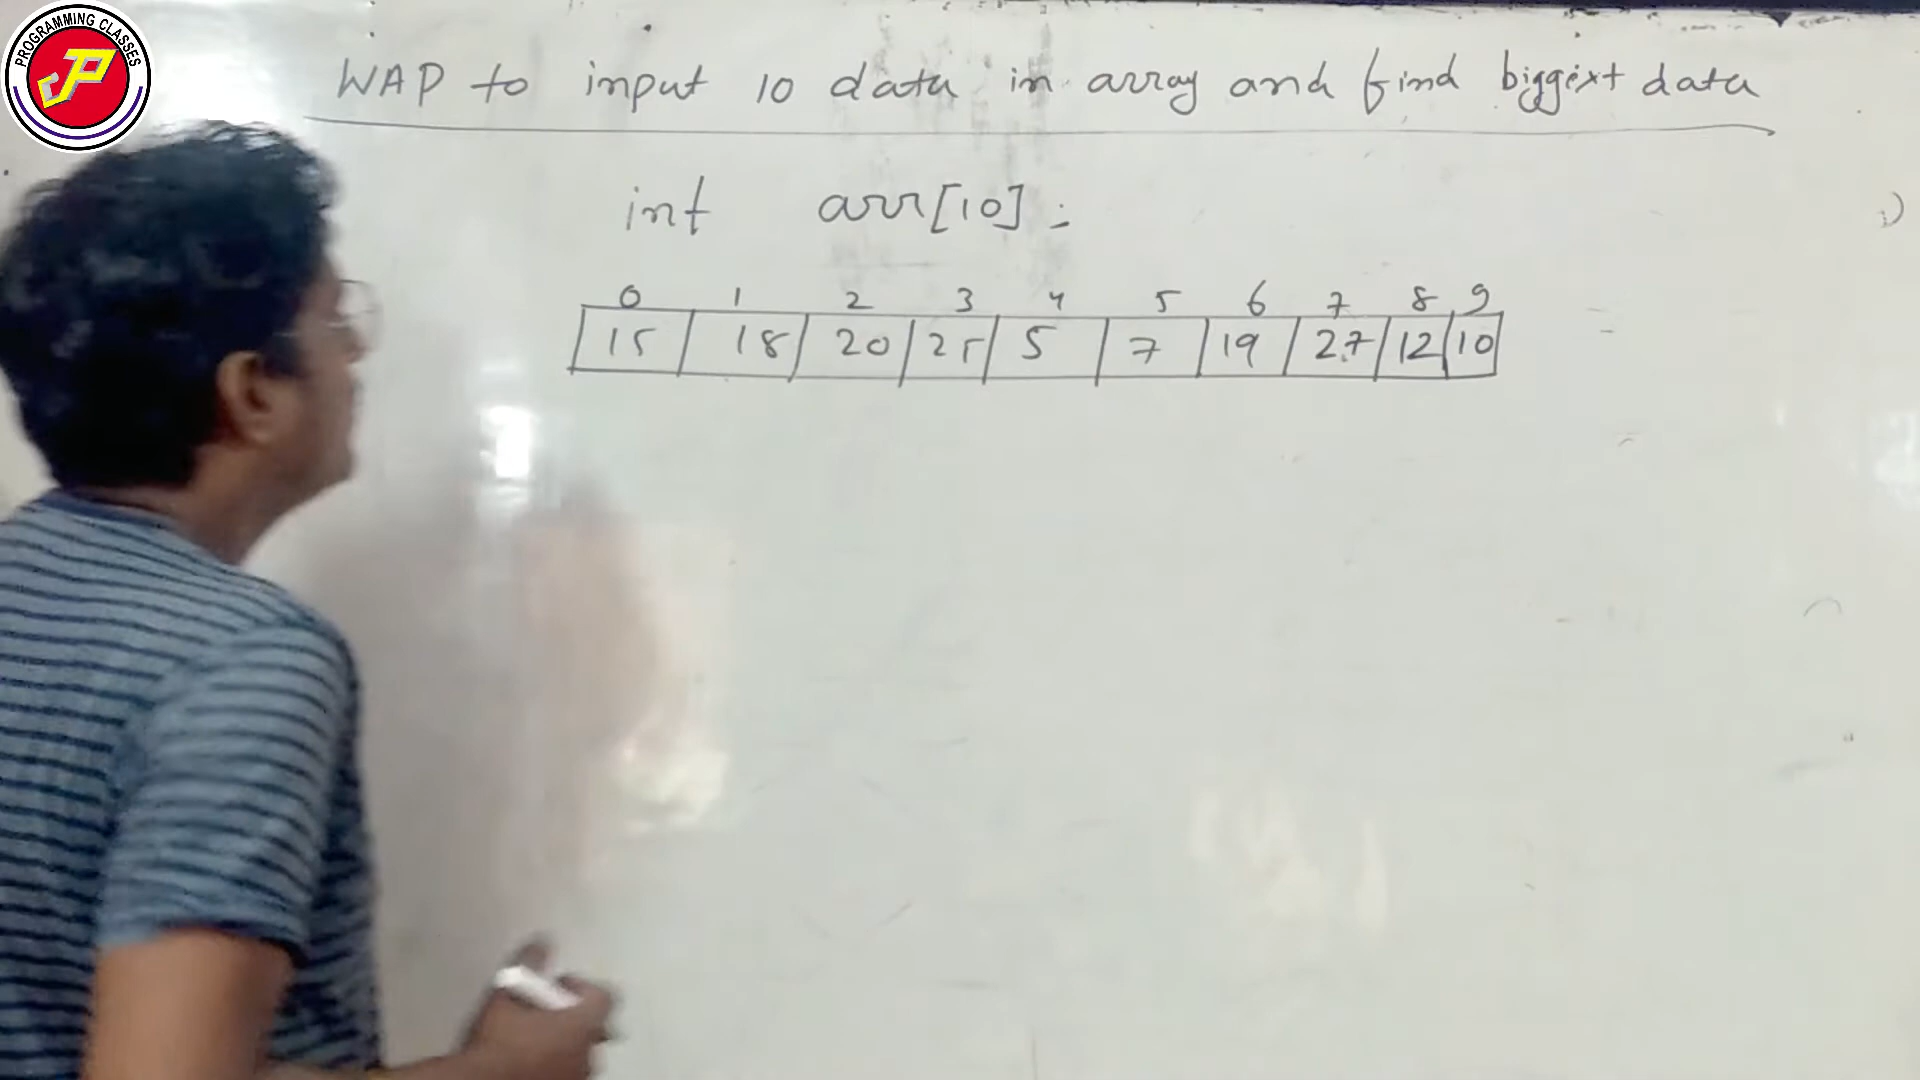 PROGRAMMING CLASSES
JP
WAP to input 10 data in array and find biggixt data
int arr[10];
0 1 2 3 4 5 6 7 8 9
15 18 20 25 5 7 19 27 12 10